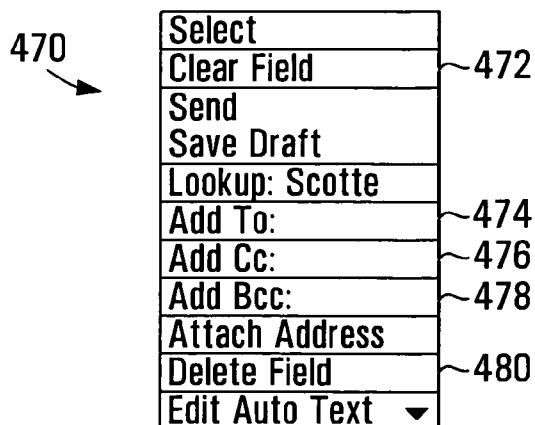 470
Select
Clear Field 472
Send
Save Draft
Lookup: Scotte
Add To: 474
Add Cc: 476
Add Bcc: 478
Attach Address
Delete Field 480
Edit Auto Text